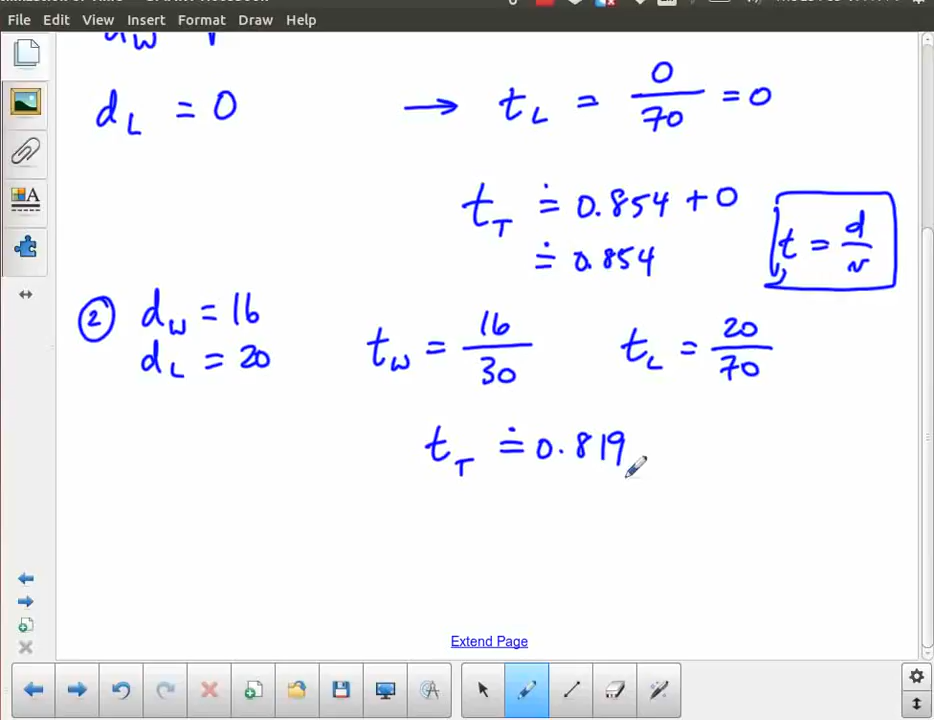 File Edit View Insert Format Draw Help
d_W
d_L = 0 → t_L = 0/70 = 0
t_T ≐ 0.854 + 0
≐ 0.854
t = d/v
② d_W = 16
d_L = 20
t_W = 16/30
t_L = 20/70
t_T ≐ 0.819
Extend Page